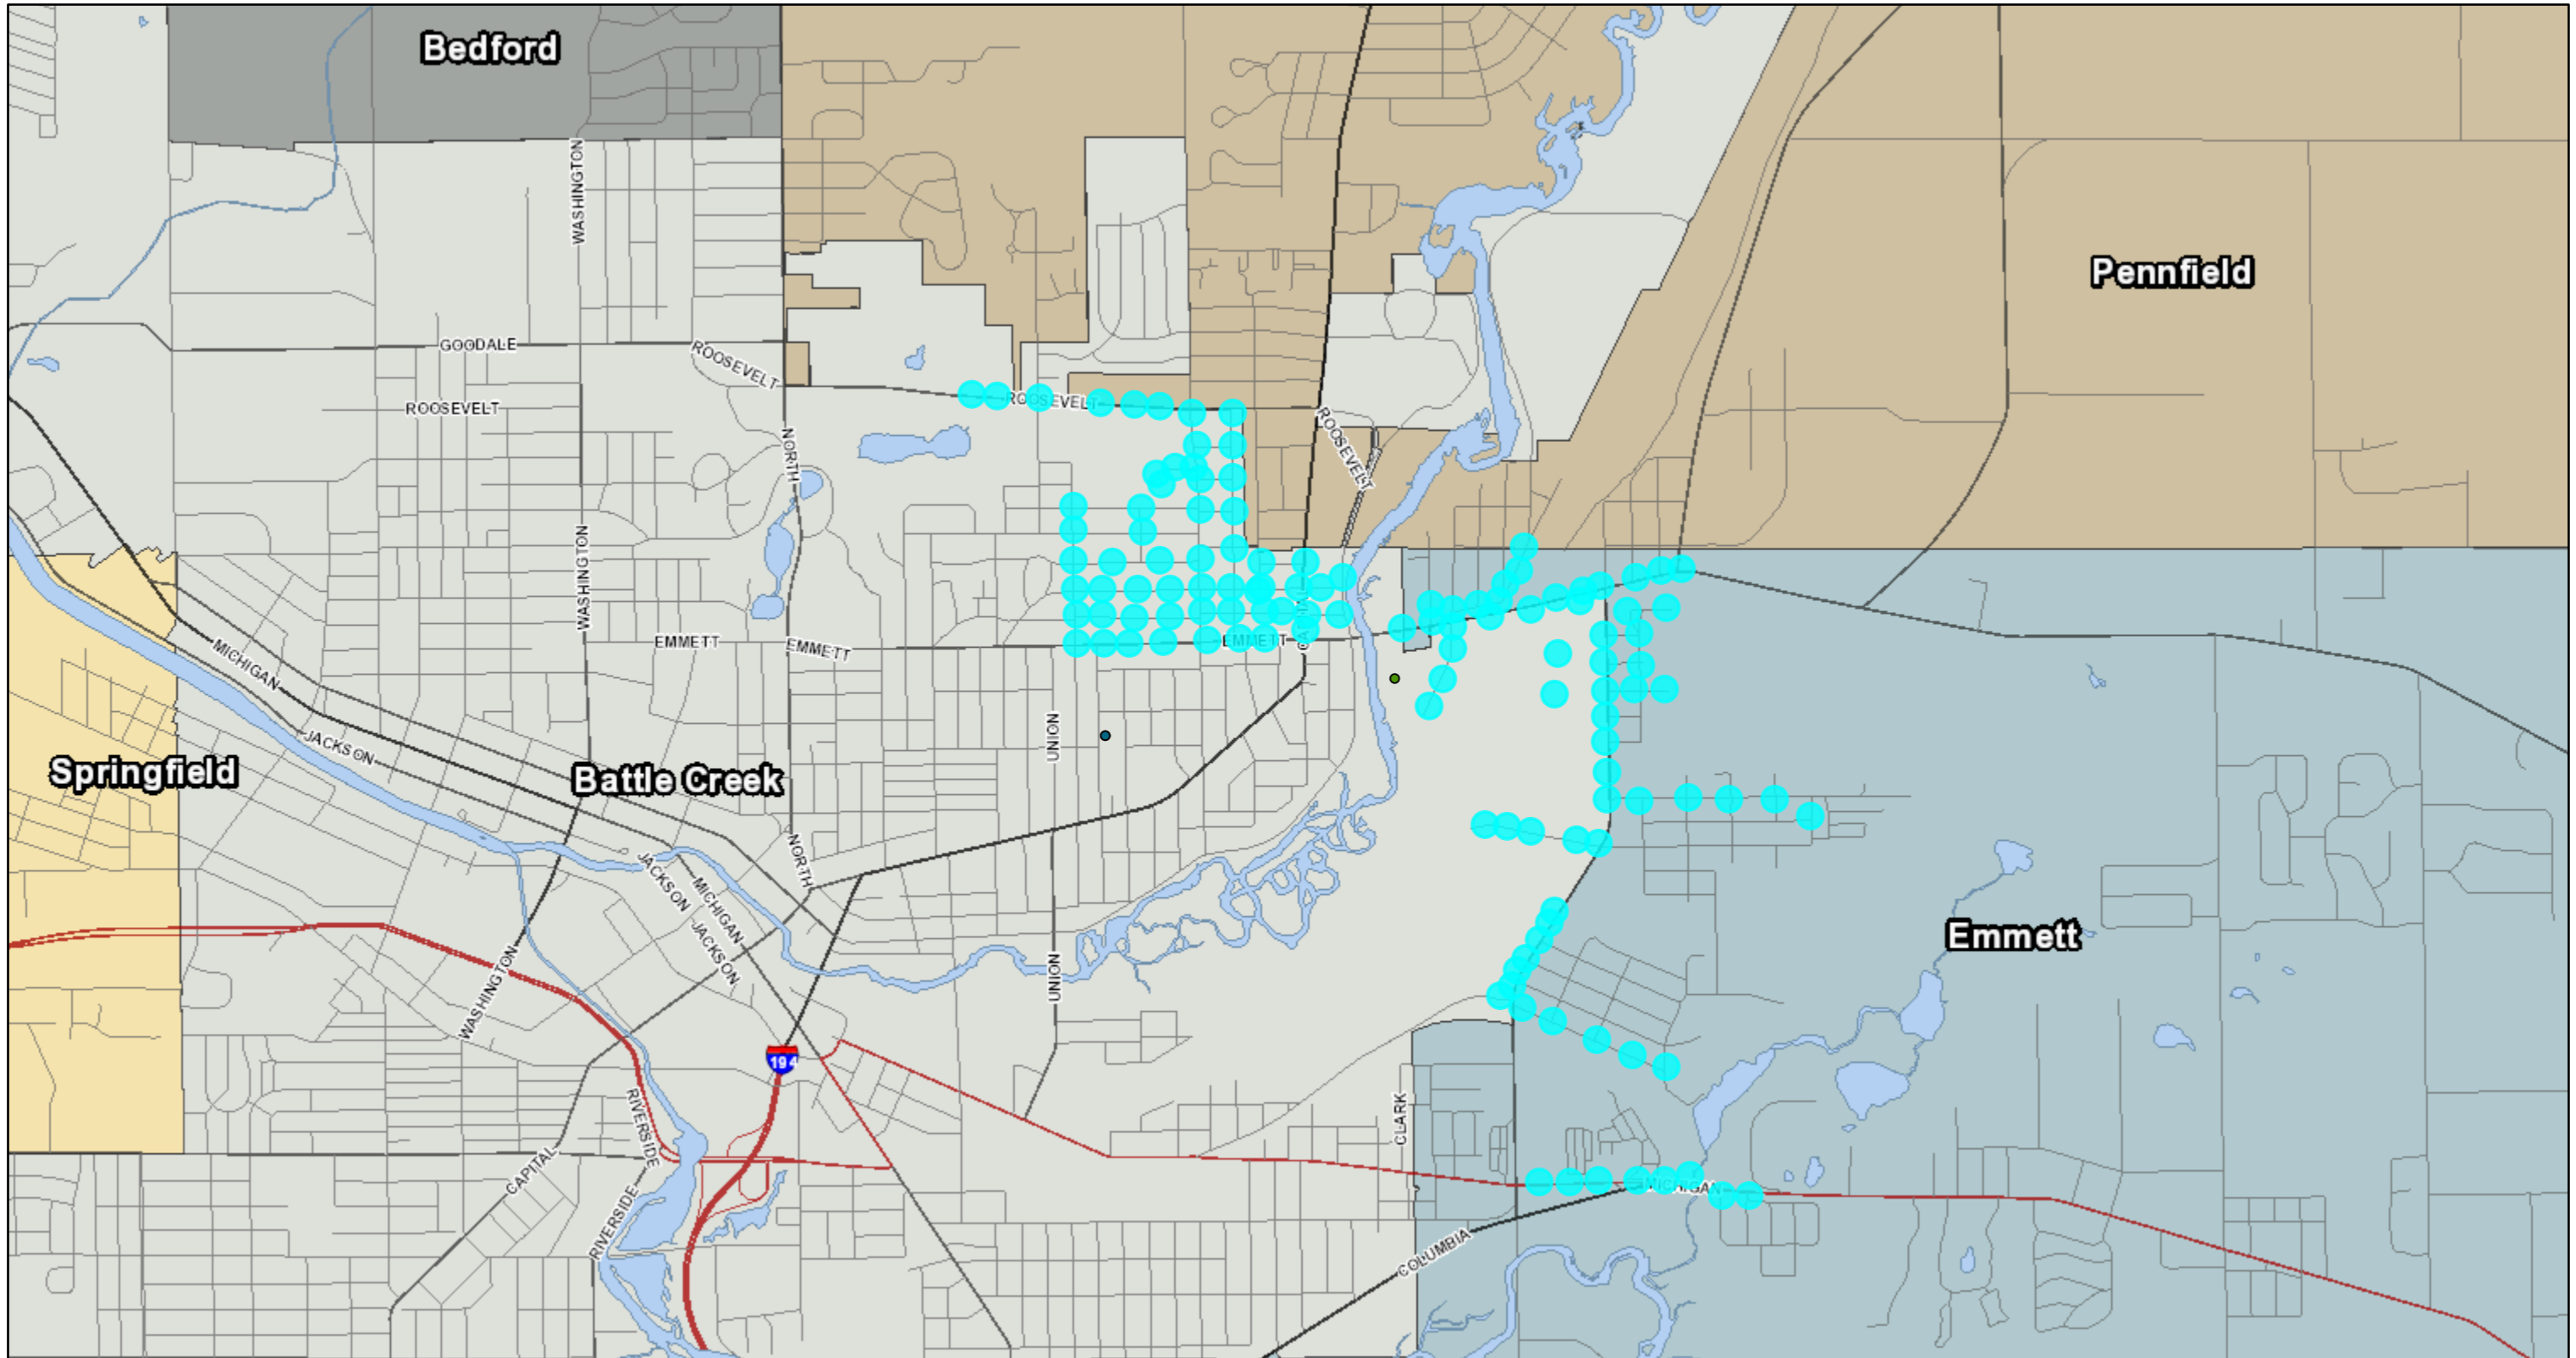 Bedford
WASHINGTON
Pennfield
GOODALE
ROOSEVELT
ROOSEVELT
ROOSEVELT
ROOSEVELT
NORTH
WASHINGTON
EMMETT
EMMETT
EMMETT
MICHIGAN
UNION
JACKSON
Springfield
Battle Creek
NORTH
JACKSON
MICHIGAN
JACKSON
UNION
Emmett
WASHINGTON
194
RIVERSIDE
CLARK
CAPITAL
MICHIGAN
RIVERSIDE
COLUMBIA